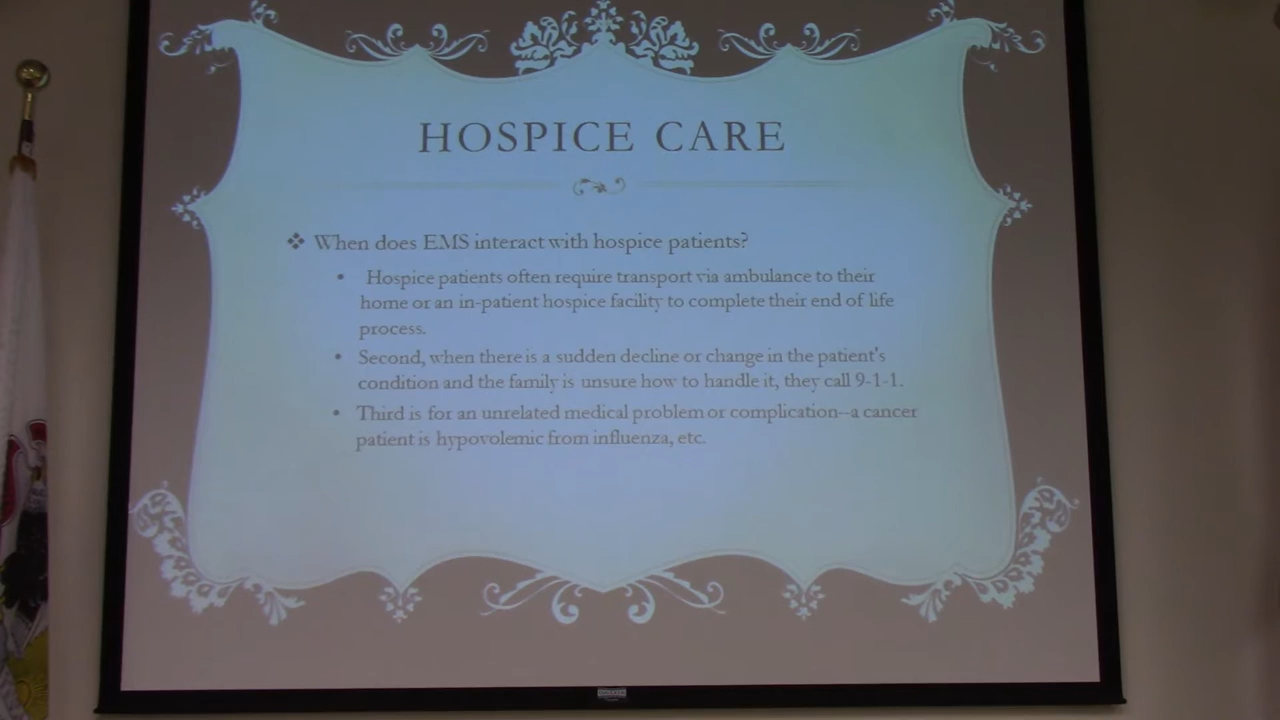 HOSPICE CARE
❖ When does EMS interact with hospice patients?
• Hospice patients often require transport via ambulance to their
home or an in-patient hospice facility to complete their end of life
process.
• Second, when there is a sudden decline or change in the patient's
condition and the family is unsure how to handle it, they call 9-1-1.
• Third is for an unrelated medical problem or complication--a cancer
patient is hypovolemic from influenza, etc.